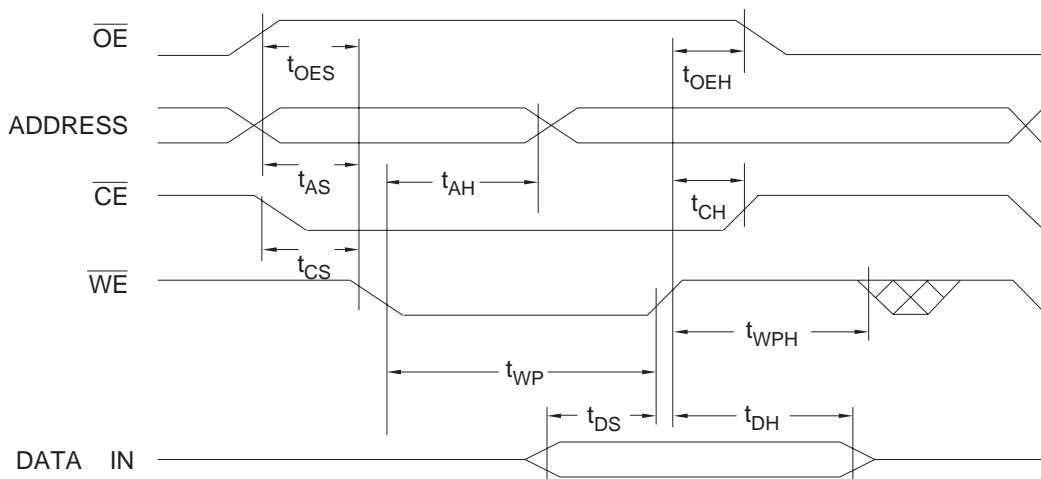 OE
tOES
tOEH
ADDRESS
tAS
tAH
CE
tCH
tCS
WE
tWPH
tWP
tDS
tDH
DATA IN